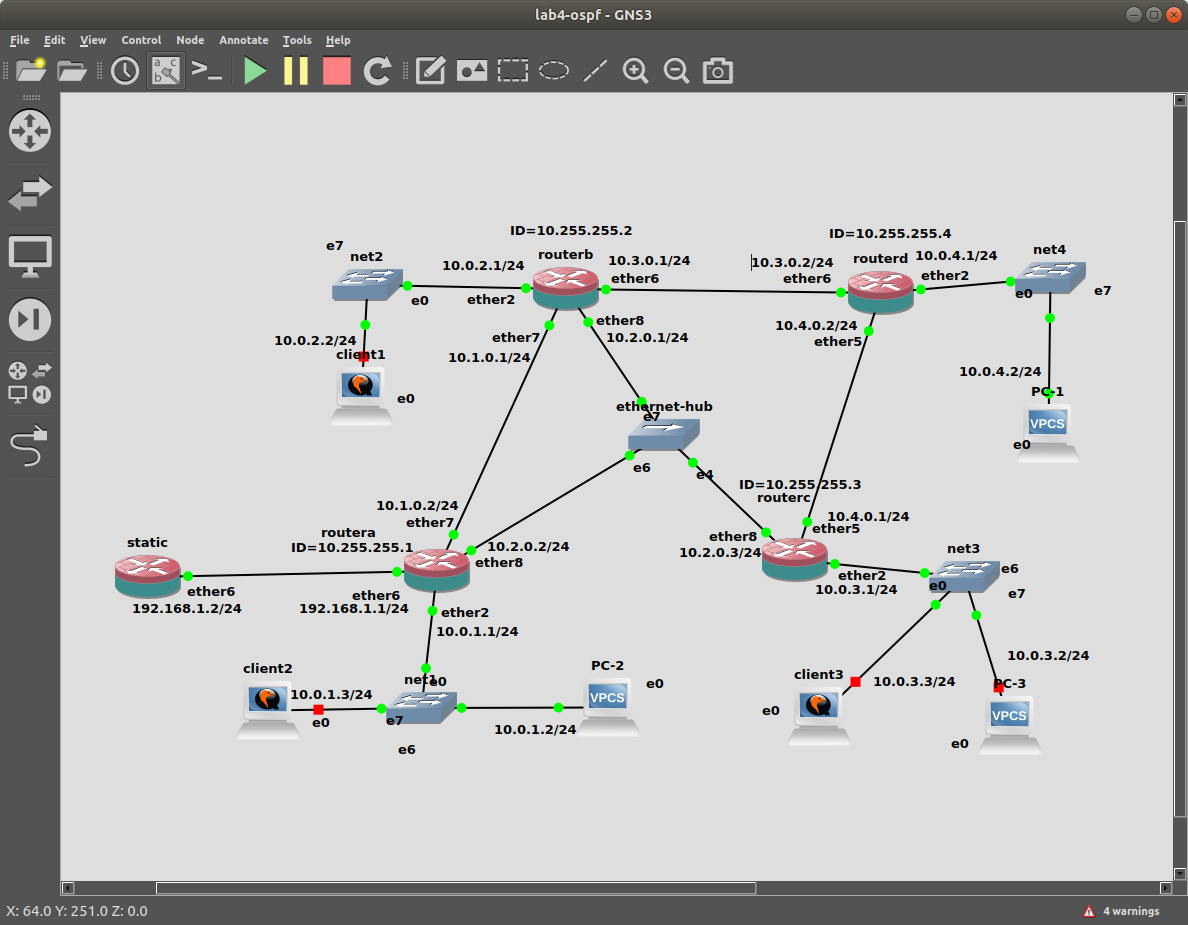 lab4-ospf - GNS3
File Edit View Control Node Annotate Tools Help
ID=10.255.255.2
routerb
ID=10.255.255.4
routerd
e7
net2
10.0.2.1/24
10.3.0.1/24
ether6
10.3.0.2/24
ether6
10.0.4.1/24
ether2
net4
e0
ether2
e0
e7
ether7
10.1.0.1/24
ether8
10.2.0.1/24
10.4.0.2/24
ether5
10.0.2.2/24
client1
e0
10.0.4.2/24
PC-1
VPCS
e0
ethernet-hub
e7
e6
e4
ID=10.255.255.3
routerc
10.4.0.1/24
ether5
ether8
10.2.0.3/24
ether2
10.0.3.1/24
10.1.0.2/24
ether7
routera
ID=10.255.255.1
10.2.0.2/24
ether8
static
ether6
192.168.1.2/24
ether6
192.168.1.1/24
ether2
10.0.1.1/24
net3
e6
e0
e7
client2
10.0.1.3/24
e0
net1
e0
e7
e6
PC-2
VPCS
e0
10.0.1.2/24
client3
10.0.3.3/24
e0
10.0.3.2/24
PC-3
VPCS
e0
X: 64.0 Y: 251.0 Z: 0.0
4 warnings